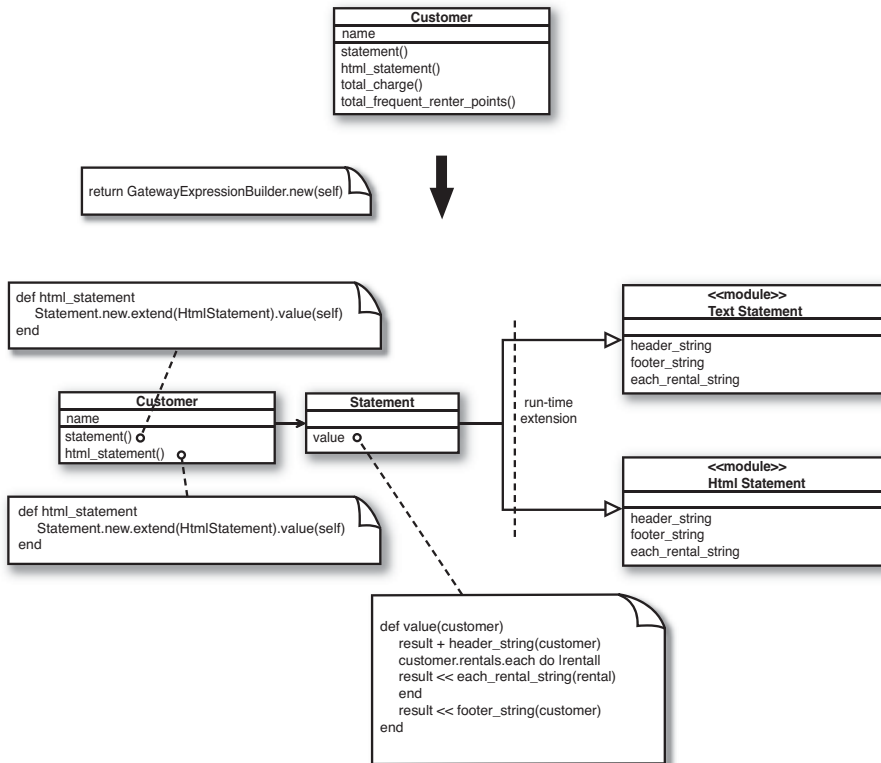 Customer
name
statement()
html_statement()
total_charge()
total_frequent_renter_points()
return GatewayExpressionBuilder.new(self)
def html_statement
Statement.new.extend(HtmlStatement).value(self)
end
<<module>>
Text Statement
header_string
footer_string
each_rental_string
Customer
name
statement()
html_statement()
Statement
value
run-time
extension
<<module>>
Html Statement
header_string
footer_string
each_rental_string
def html_statement
Statement.new.extend(HtmlStatement).value(self)
end
def value(customer)
result + header_string(customer)
customer.rentals.each do lrentall
result << each_rental_string(rental)
end
result << footer_string(customer)
end